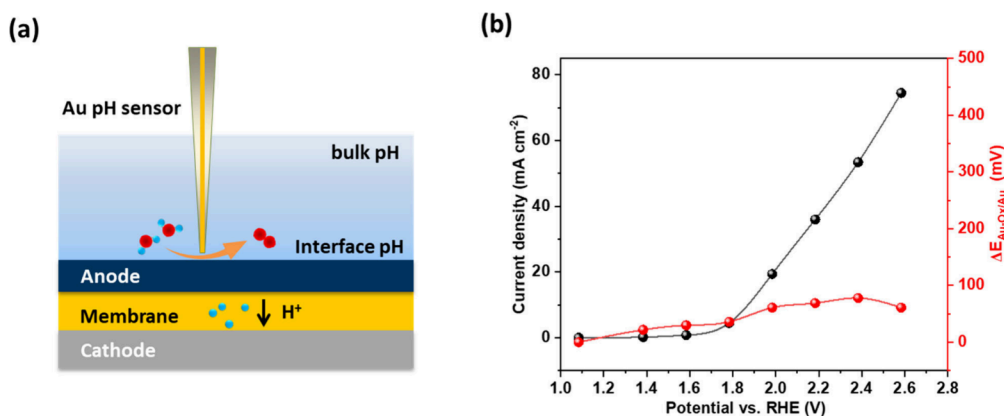 (a)
Au pH sensor
bulk pH
Interface pH
Anode
Membrane
H⁺
Cathode
(b)
Current density (mA cm⁻²)
80
60
40
20
0
1.0 1.2 1.4 1.6 1.8 2.0 2.2 2.4 2.6 2.8
Potential vs. RHE (V)
500
400
300
200
100
0
ΔE_Au-Ox/Au (mV)